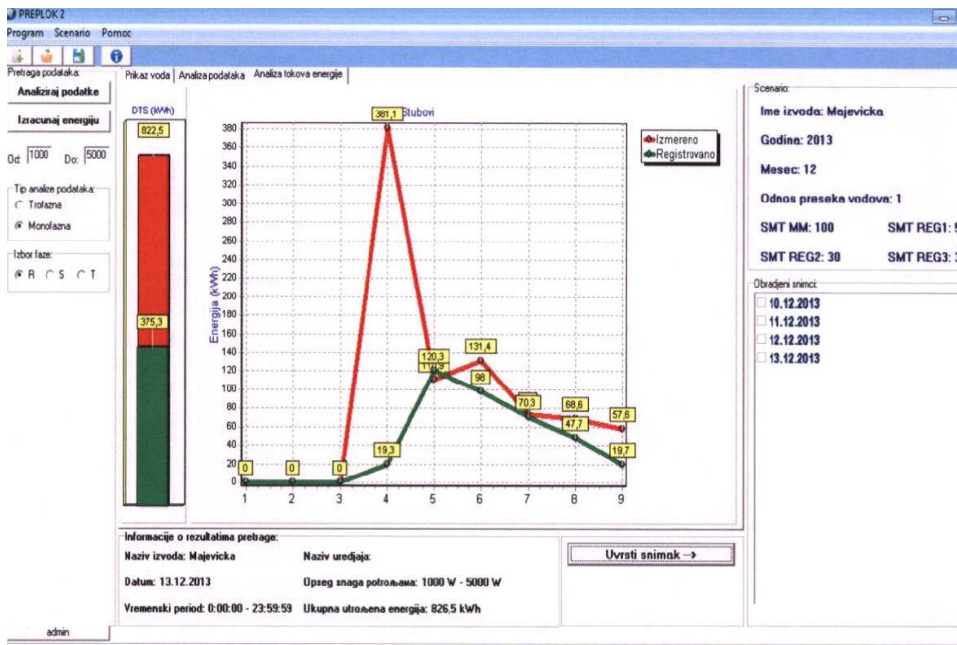 PREPLOK 2
Program Scenario Pomoc
Pretraga podataka:
Analiziraj podatke
Izracunaj energiju
Od: 1000 Do: 5000
Tip analize podataka:
Trofazna
Monofazna
Izbor faze:
R S T
admin
Prikaz voda Analiza podataka Analiza tokova energije
DTS (kWh)
822,5
375,3
Stubovi
Energija (kWh)
380
360
340
320
300
280
260
240
220
200
180
160
140
120
100
80
60
40
20
0
1 2 3 4 5 6 7 8 9
0 0 0
381,1
19,3
120,3
131,4
98
70,3
68,6
47,7
57,6
19,7
Izmereno
Registrovano
Informacije o rezultatima pretrage:
Naziv izvoda: Majevicka Naziv uredjaja:
Datum: 13.12.2013 Opseg snaga potroљaиa: 1000 W - 5000 W
Vremenski period: 0:00:00 - 23:59:59 Ukupna utroљena energija: 826,5 kWh
Uvrsti snimak -->
Scenario:
Ime izvoda: Majevicka
Godina: 2013
Mesec: 12
Odnos preseka vodova: 1
SMT MM: 100 SMT REG1:
SMT REG2: 30 SMT REG3:
Obradjeni snimci:
10.12.2013
11.12.2013
12.12.2013
13.12.2013